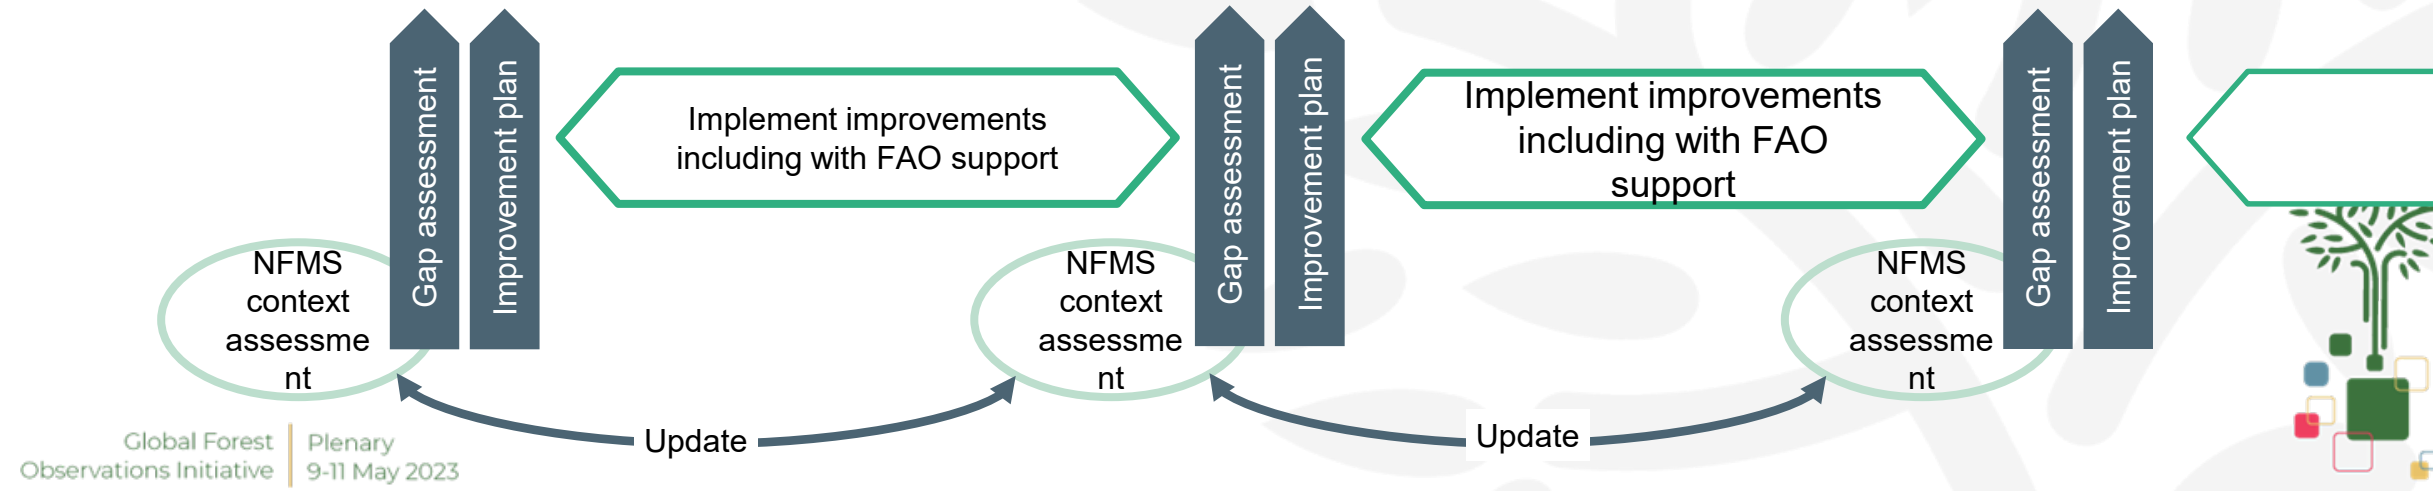 Gap assessment
Improvement plan
Implement improvements
including with FAO support
Gap assessment
Improvement plan
Implement improvements
including with FAO
support
Gap assessment
Improvement plan
NFMS
context
assessme
nt
NFMS
context
assessme
nt
NFMS
context
assessme
nt
Update
Update
Global Forest
Observations Initiative
Plenary
9-11 May 2023